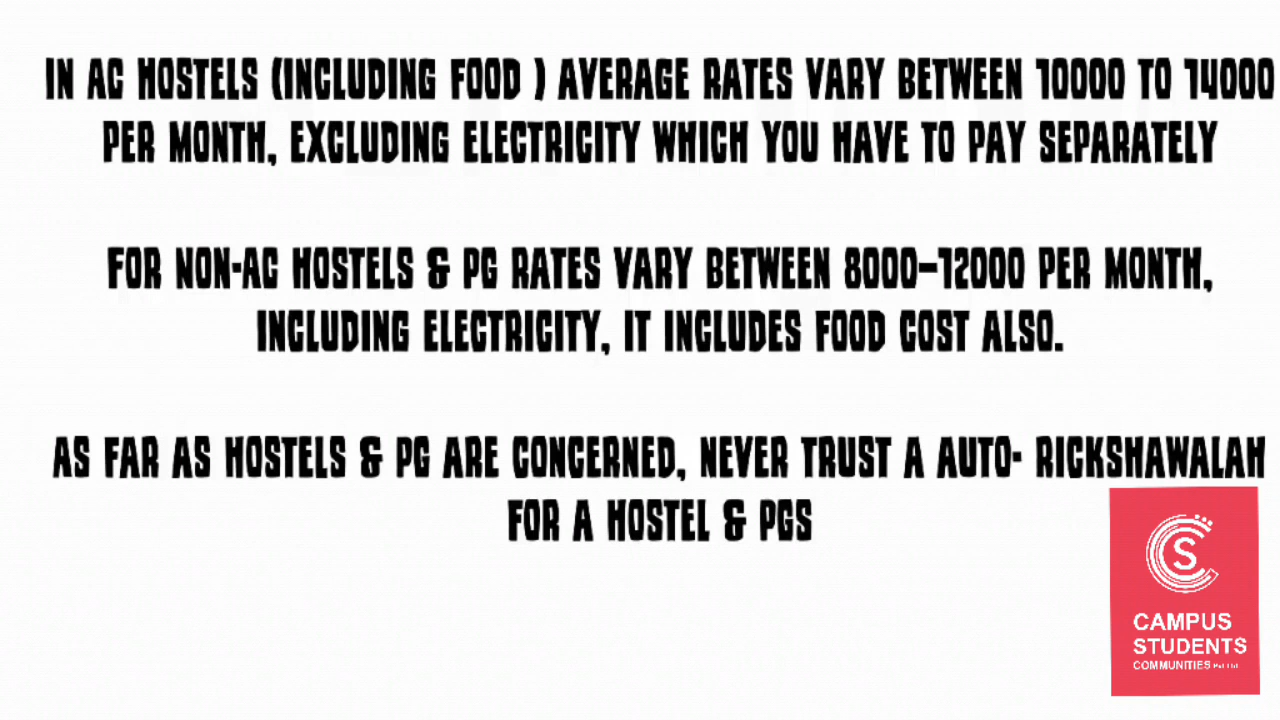 IN AC HOSTELS (INCLUDING FOOD ) AVERAGE RATES VARY BETWEEN 10000 TO 14000
PER MONTH, EXCLUDING ELECTRICITY WHICH YOU HAVE TO PAY SEPARATELY
FOR NON-AC HOSTELS & PG RATES VARY BETWEEN 8000-12000 PER MONTH,
INCLUDING ELECTRICITY, IT INCLUDES FOOD COST ALSO.
AS FAR AS HOSTELS & PG ARE CONCERNED, NEVER TRUST A AUTO- RICKSHAWALAH
FOR A HOSTEL & PGS
CS
CAMPUS
STUDENTS
COMMUNITIES Pvt Ltd